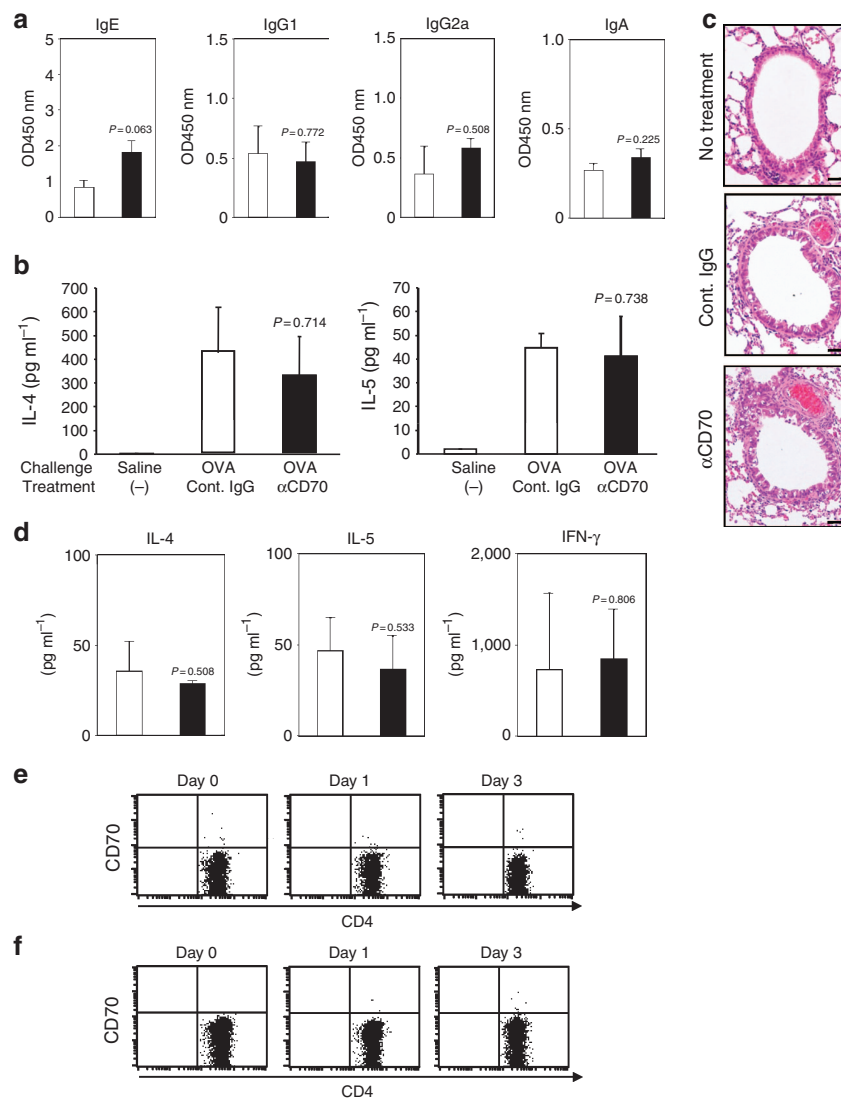 a
IgE
IgG1
IgG2a
IgA
OD450 nm
5
4
3
2
1
0
P=0.063
OD450 nm
1.5
1.0
0.5
0
P=0.772
OD450 nm
1.5
1.0
0.5
0
P=0.508
OD450 nm
1.0
0.5
0
P=0.225
b
IL-4 (pg ml⁻¹)
700
600
500
400
300
200
100
0
P=0.714
IL-5 (pg ml⁻¹)
70
60
50
40
30
20
10
0
P=0.738
Challenge Saline OVA OVA Saline OVA OVA
Treatment (–) Cont. IgG αCD70 (–) Cont. IgG αCD70
c
No treatment
Cont. IgG
αCD70
d
IL-4
IL-5
IFN-γ
(pg ml⁻¹)
100
50
0
P=0.508
(pg ml⁻¹)
100
50
0
P=0.533
(pg ml⁻¹)
2,000
1,000
0
P=0.806
e
Day 0 Day 1 Day 3
CD70
CD4
f
Day 0 Day 1 Day 3
CD70
CD4